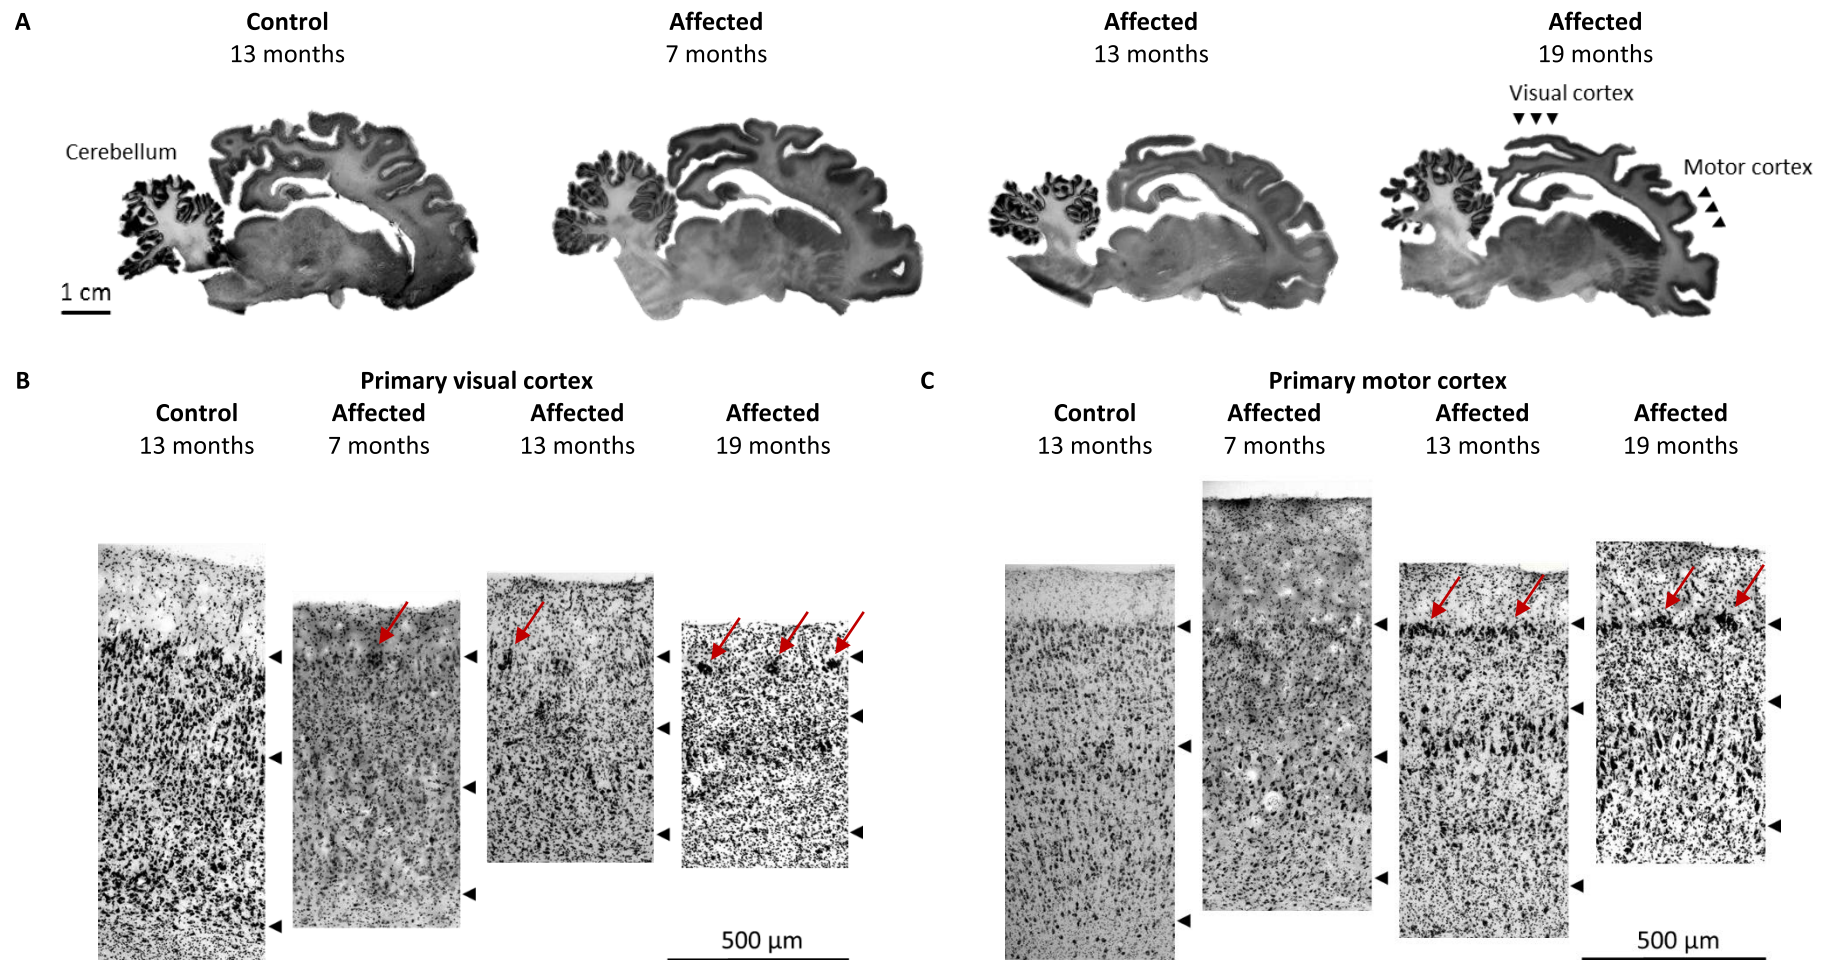 A
Control
13 months
Affected
7 months
Affected
13 months
Affected
19 months
Visual cortex
Cerebellum
Motor cortex
1 cm
B
Primary visual cortex
Control
13 months
Affected
7 months
Affected
13 months
Affected
19 months
500 µm
C
Primary motor cortex
Control
13 months
Affected
7 months
Affected
13 months
Affected
19 months
500 µm